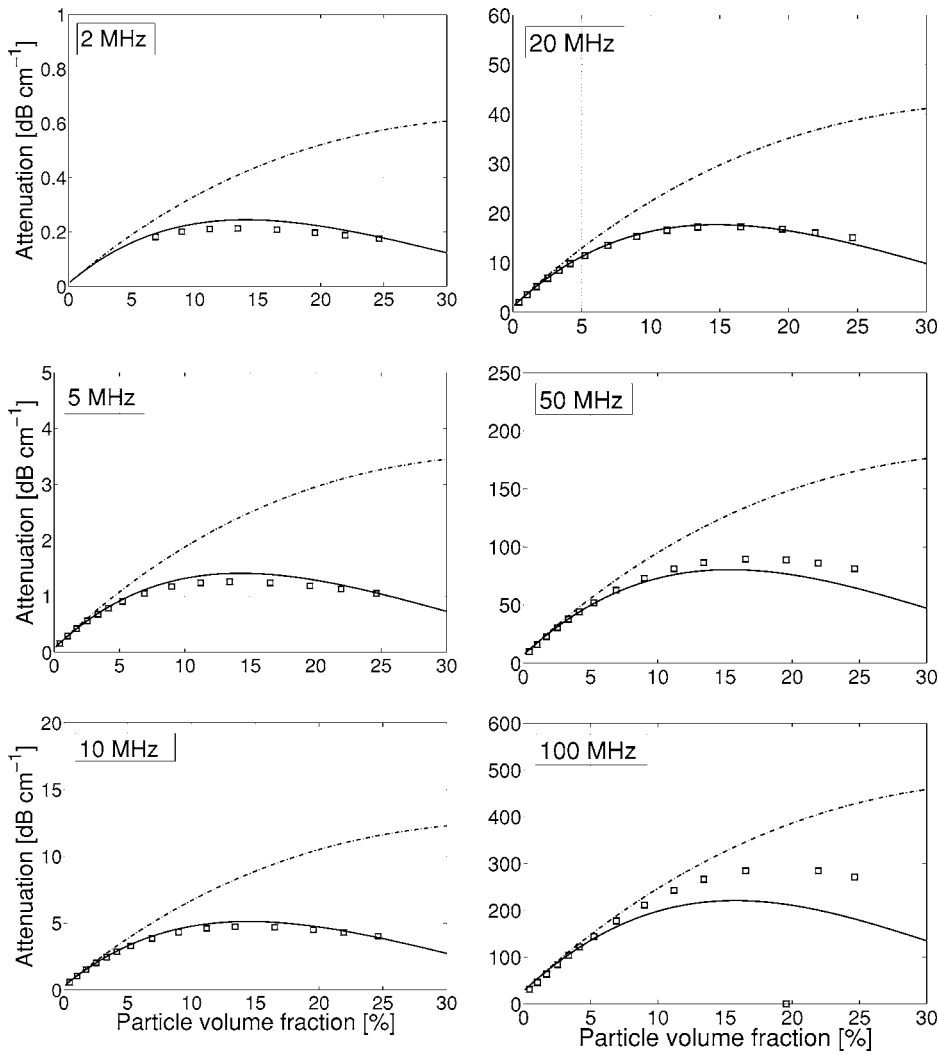 2 MHz
Attenuation [dB cm⁻¹]
1
0.8
0.6
0.4
0.2
0
0 5 10 15 20 25 30
20 MHz
60
50
40
30
20
10
0
0 5 10 15 20 25 30
5 MHz
Attenuation [dB cm⁻¹]
5
4
3
2
1
0
0 5 10 15 20 25 30
50 MHz
250
200
150
100
50
0
0 5 10 15 20 25 30
10 MHz
Attenuation [dB cm⁻¹]
20
15
10
5
0
0 5 10 15 20 25 30
Particle volume fraction [%]
100 MHz
600
500
400
300
200
100
0
0 5 10 15 20 25 30
Particle volume fraction [%]